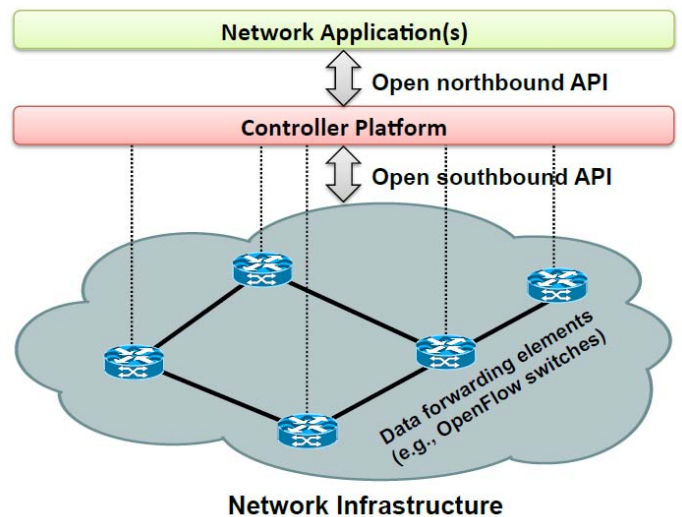 Network Application(s)
Open northbound API
Controller Platform
Open southbound API
Data forwarding elements
(e.g., OpenFlow switches)
Network Infrastructure